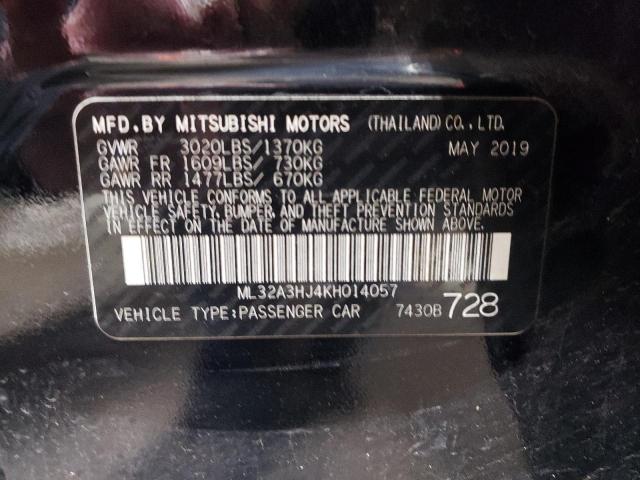 MFD.BY MITSUBISHI MOTORS (THAILAND)CO.,LTD.
GVWR 3020LBS/1370KG MAY 2019
GAWR FR 1609LBS/ 730KG
GAWR RR 1477LBS/ 670KG
THIS VEHICLE CONFORMS TO ALL APPLICABLE FEDERAL MOTOR
VEHICLE SAFETY, BUMPER, AND THEFT PREVENTION STANDARDS
IN EFFECT ON THE DATE OF MANUFACTURE SHOWN ABOVE.
ML32A3HJ4KH014057
VEHICLE TYPE:PASSENGER CAR 7430B 728